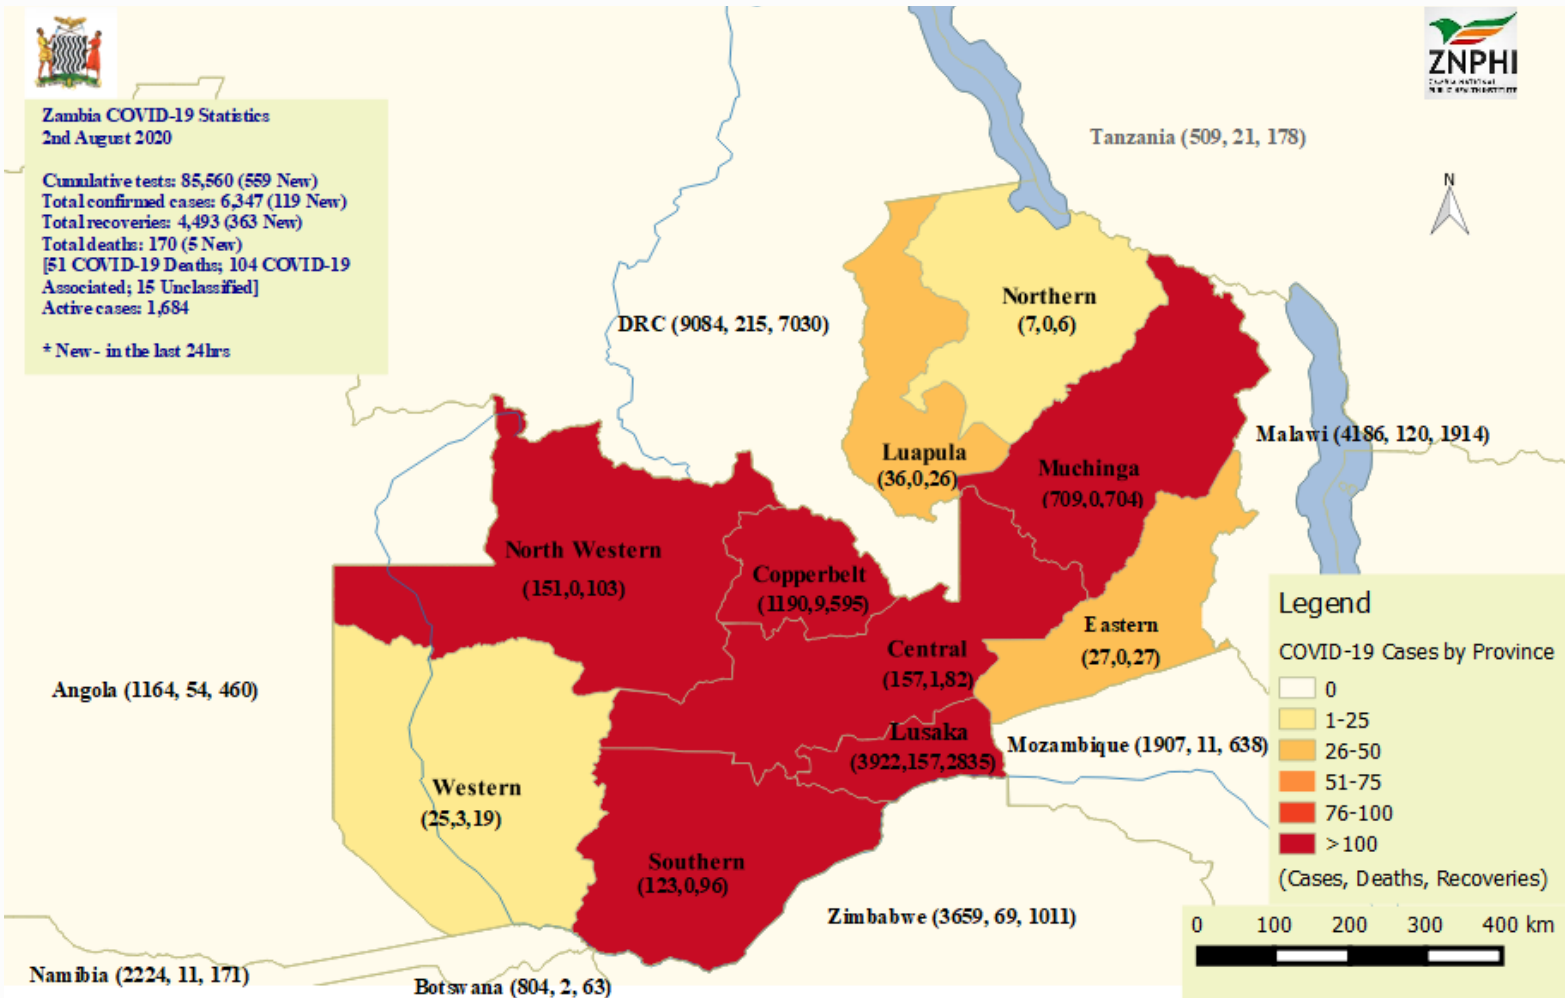 ZNPHI
ZAMBIA NATIONAL
PUBLIC HEALTH INSTITUTE
Zambia COVID-19 Statistics
2nd August 2020
Cumulative tests: 85,560 (559 New)
Total confirmed cases: 6,347 (119 New)
Total recoveries: 4,493 (363 New)
Total deaths: 170 (5 New)
[51 COVID-19 Deaths; 104 COVID-19
Associated; 15 Unclassified]
Active cases: 1,684
* New - in the last 24hrs
Tanzania (509, 21, 178)
N
Northern
(7,0,6)
DRC (9084, 215, 7030)
Malawi (4186, 120, 1914)
Luapula
(36,0,26)
Muchinga
(709,0,704)
North Western
(151,0,103)
Copperbelt
(1190,9,595)
Eastern
(27,0,27)
Central
(157,1,82)
Angola (1164, 54, 460)
Lusaka
(3922,157,2835)
Mozambique (1907, 11, 638)
Western
(25,3,19)
Southern
(123,0,96)
Zimbabwe (3659, 69, 1011)
Namibia (2224, 11, 171)
Botswana (804, 2, 63)
Legend
COVID-19 Cases by Province
0
1-25
26-50
51-75
76-100
>100
(Cases, Deaths, Recoveries)
0 100 200 300 400 km